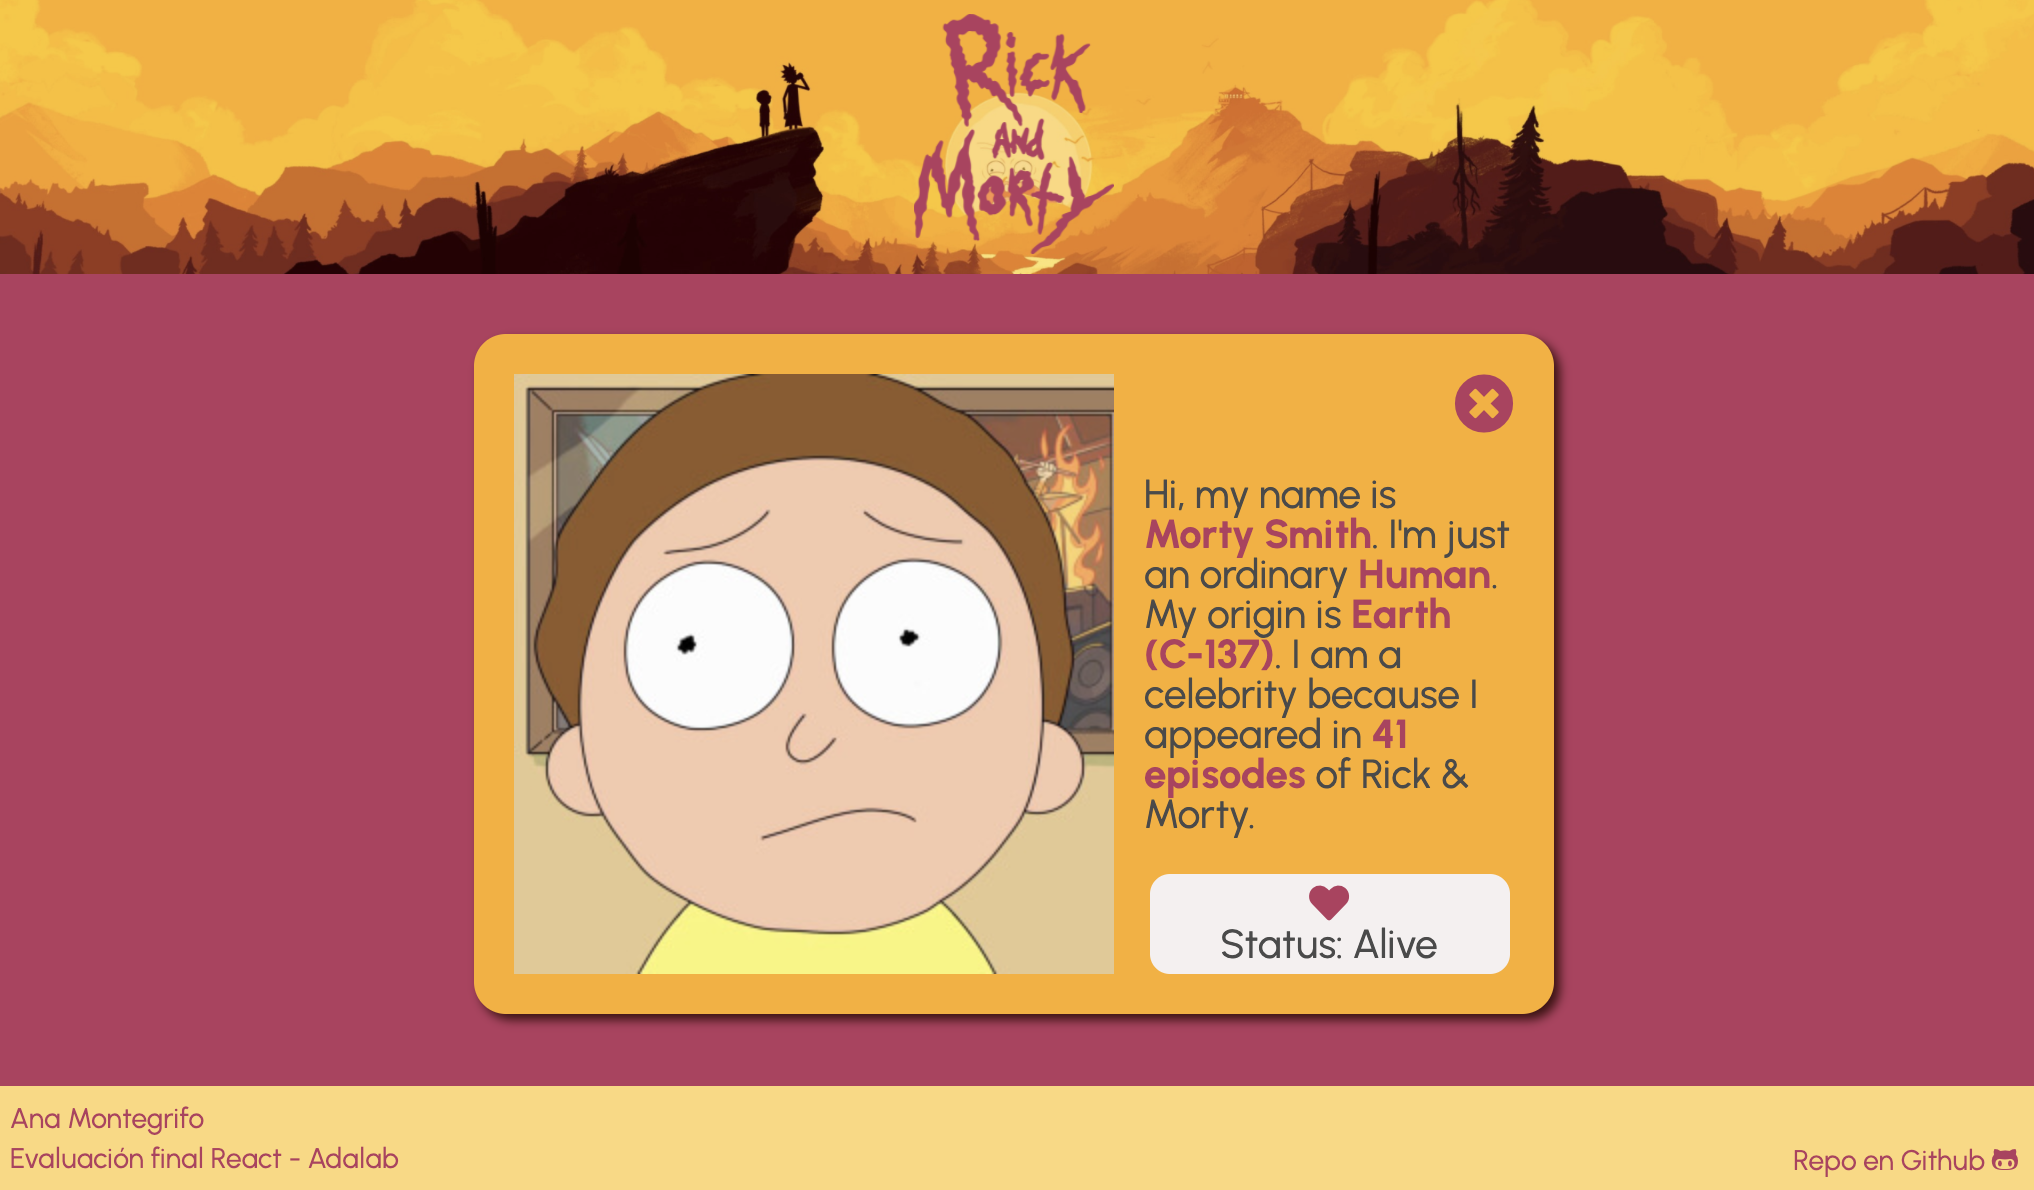 Rick
AND
MORTY
Hi, my name is
Morty Smith. I'm just
an ordinary Human.
My origin is Earth
(C-137). I am a
celebrity because I
appeared in 41
episodes of Rick &
Morty.
Status: Alive
Ana Montegrifo
Evaluación final React - Adalab
Repo en Github